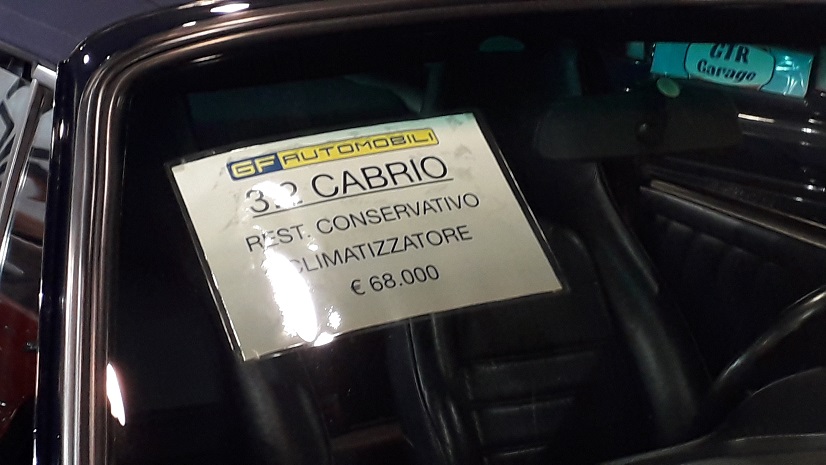 GTR
Garage
GF AUTOMOBILI
3.2 CABRIO
REST. CONSERVATIVO
CLIMATIZZATORE
€ 68.000